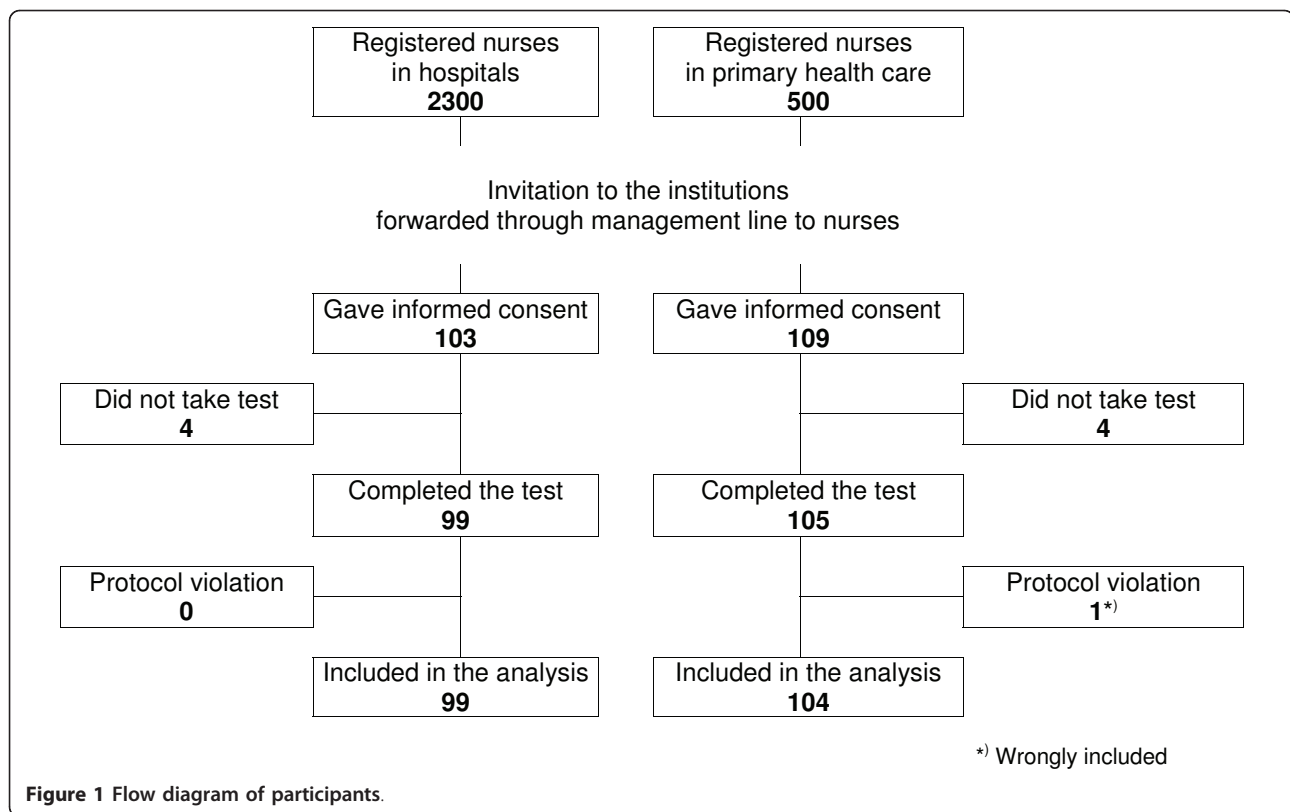 Registered nurses
in hospitals
2300
Registered nurses
in primary health care
500
Invitation to the institutions
forwarded through management line to nurses
Gave informed consent
103
Gave informed consent
109
Did not take test
4
Did not take test
4
Completed the test
99
Completed the test
105
Protocol violation
0
Protocol violation
1*)
Included in the analysis
99
Included in the analysis
104
*) Wrongly included
Figure 1 Flow diagram of participants.